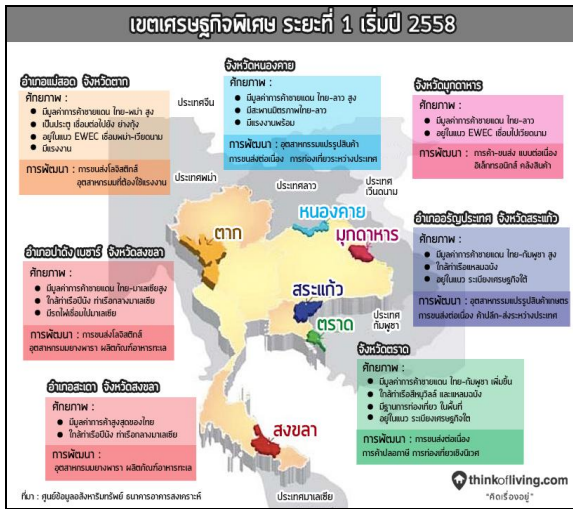 เขตเศรษฐกิจพิเศษ ระยะที่ 1 เริ่มปี 2558
อำเภอแม่สอด จังหวัดตาก
ศักยภาพ :
มีมูลค่าการค้าชายแดน ไทย-พม่า สูง
เป็นประตู เชื่อมต่อไปยัง ย่างกุ้ง
อยู่ในแนว EWEC เชื่อมพม่า-เวียดนาม
มีแรงงาน
การพัฒนา : การขนส่งโลจิสติกส์
อุตสาหกรรมที่ต้องใช้แรงงาน
จังหวัดหนองคาย
ศักยภาพ :
มีมูลค่าการค้าชายแดน ไทย-ลาว สูง
มีสะพานมิตรภาพไทย-ลาว
มีแรงงานพร้อม
การพัฒนา : อุตสาหกรรมแปรรูปสินค้า
การขนส่งต่อเนื่อง การท่องเที่ยวระหว่างประเทศ
จังหวัดมุกดาหาร
ศักยภาพ :
มีมูลค่าการค้าชายแดน ไทย-ลาว
อยู่ในแนว EWEC เชื่อมไปเวียดนาม
การพัฒนา : การค้า-ขนส่ง แบบต่อเนื่อง
อิเล็กทรอนิกส์ คลังสินค้า
ประเทศจีน
ประเทศพม่า
ประเทศลาว
ประเทศ
เวียดนาม
ตาก
หนองคาย
มุกดาหาร
สระแก้ว
ตราด
สงขลา
ประเทศ
กัมพูชา
ประเทศมาเลเซีย
อำเภออรัญประเทศ จังหวัดสระแก้ว
ศักยภาพ :
มีมูลค่าการค้าชายแดน ไทย-กัมพูชา สูง
ใกล้ท่าเรือแหลมฉบัง
อยู่ในแนว ระเบียงเศรษฐกิจใต้
การพัฒนา : อุตสาหกรรมแปรรูปสินค้าเกษตร
การขนส่งต่อเนื่อง ค้าปลีก-ส่งระหว่างประเทศ
อำเภอปาดัง เบซาร์ จังหวัดสงขลา
ศักยภาพ :
มีมูลค่าการค้าชายแดน ไทย-มาเลเซียสูง
ใกล้ท่าเรือปีนัง ท่าเรือกลางมาเลเซีย
มีรถไฟเชื่อมไปมาเลเซีย
การพัฒนา : การขนส่งโลจิสติกส์
อุตสาหกรรมยางพารา ผลิตภัณฑ์อาหารทะเล
จังหวัดตราด
ศักยภาพ :
มีมูลค่าการค้าชายแดน ไทย-กัมพูชา เพิ่มขึ้น
ใกล้ท่าเรือสีหนุวิลล์ และแหลมฉบัง
มีฐานการท่องเที่ยว ในพื้นที่
อยู่ในแนว ระเบียงเศรษฐกิจใต้
การพัฒนา : การขนส่งต่อเนื่อง
การค้าปลอดภาษี การท่องเที่ยวเชิงนิเวศ
อำเภอสะเดา จังหวัดสงขลา
ศักยภาพ :
มีมูลค่าการค้าสูงสุดของไทย
ใกล้ท่าเรือปีนัง ท่าเรือกลางมาเลเซีย
การพัฒนา :
อุตสาหกรรมยางพารา ผลิตภัณฑ์อาหารทะเล
ที่มา : ศูนย์ข้อมูลอสังหาริมทรัพย์ ธนาคารอาคารสงเคราะห์
thinkofliving.com
"คิดเรื่องอยู่"